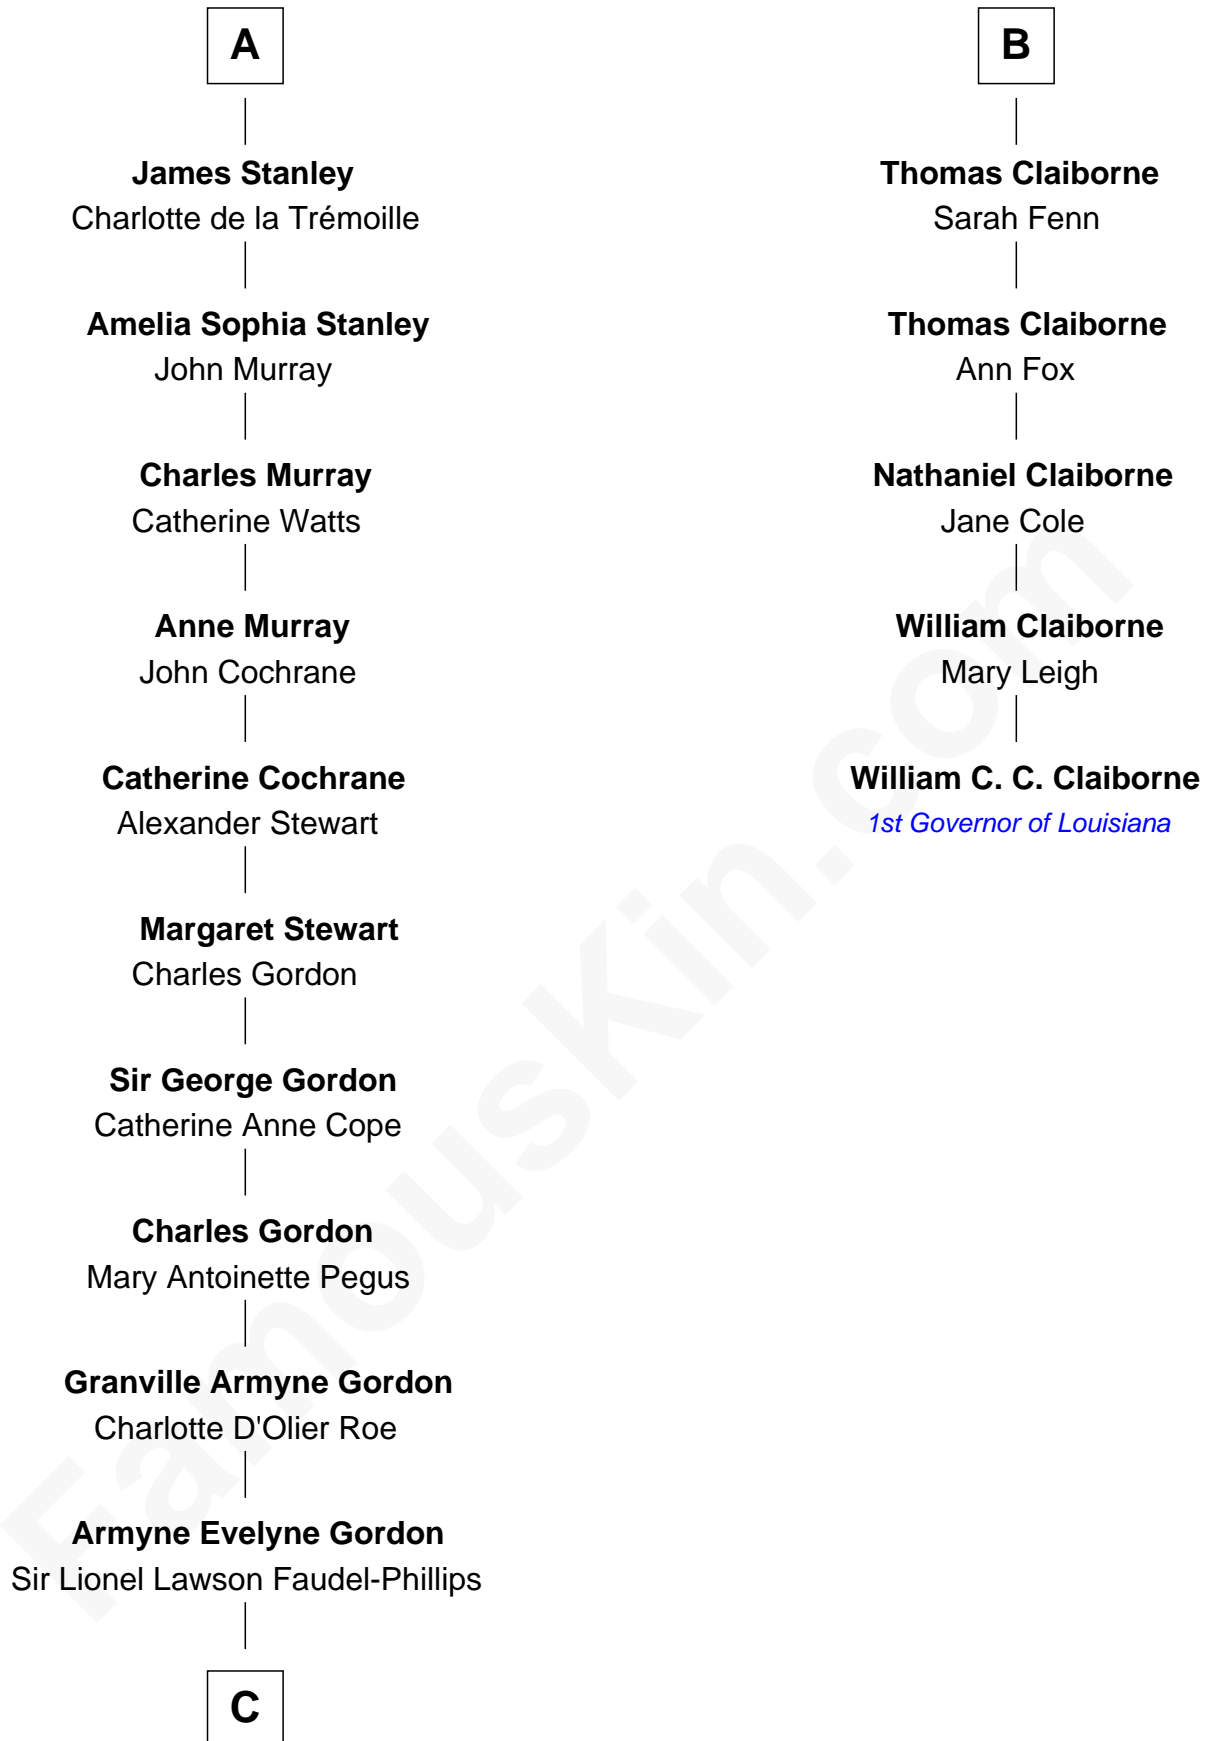 A
James Stanley
Charlotte de la Trémoille
Amelia Sophia Stanley
John Murray
Charles Murray
Catherine Watts
Anne Murray
John Cochrane
Catherine Cochrane
Alexander Stewart
Margaret Stewart
Charles Gordon
Sir George Gordon
Catherine Anne Cope
Charles Gordon
Mary Antoinette Pegus
Granville Armyne Gordon
Charlotte D'Olier Roe
Armyne Evelyne Gordon
Sir Lionel Lawson Faudel-Phillips
C
B
Thomas Claiborne
Sarah Fenn
Thomas Claiborne
Ann Fox
Nathaniel Claiborne
Jane Cole
William Claiborne
Mary Leigh
William C. C. Claiborne
1st Governor of Louisiana
FamousKin.com